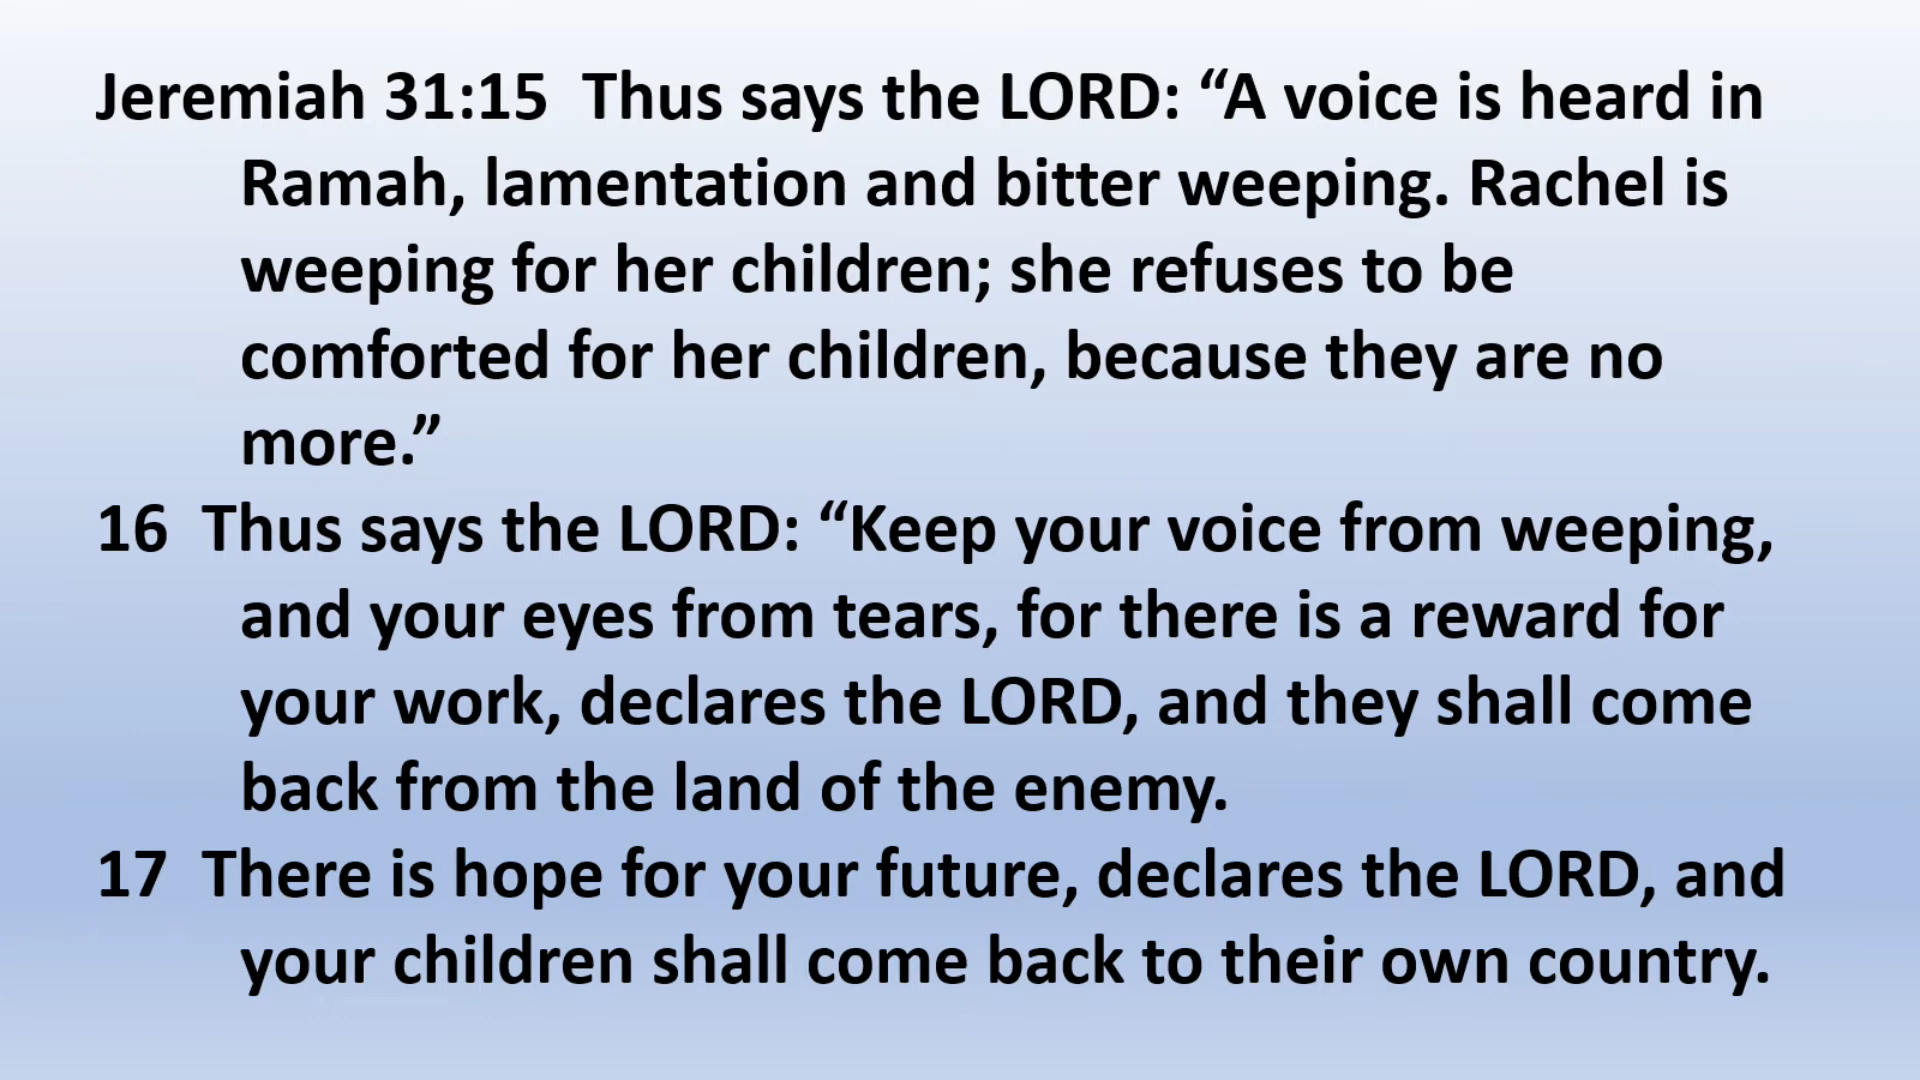 Jeremiah 31:15  Thus says the LORD: “A voice is heard in
Ramah, lamentation and bitter weeping. Rachel is
weeping for her children; she refuses to be
comforted for her children, because they are no
more.”
16  Thus says the LORD: “Keep your voice from weeping,
and your eyes from tears, for there is a reward for
your work, declares the LORD, and they shall come
back from the land of the enemy.
17  There is hope for your future, declares the LORD, and
your children shall come back to their own country.